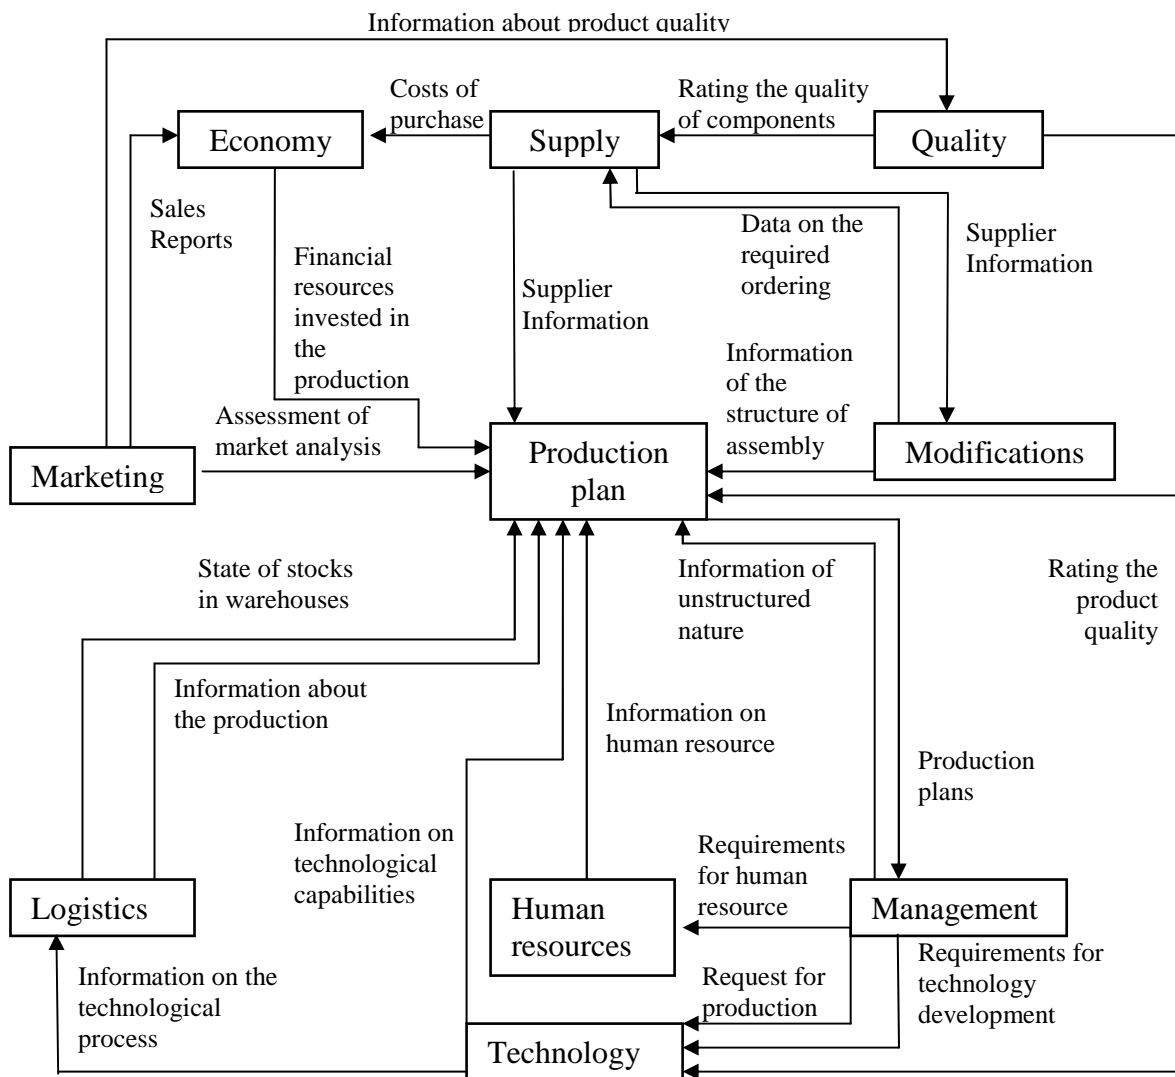 Information about product quality
Costs of
purchase
Rating the quality
of components
Economy
Supply
Quality
Sales
Reports
Data on the
required
ordering
Supplier
Information
Financial
resources
invested in
the
production
Supplier
Information
Information
of the
structure of
assembly
Assessment of
market analysis
Marketing
Production
plan
Modifications
State of stocks
in warehouses
Information of
unstructured
nature
Rating the
product
quality
Information about
the production
Information on
human resource
Production
plans
Information on
technological
capabilities
Requirements
for human
resource
Logistics
Human
resources
Management
Information on the
technological
process
Request for
production
Requirements for
technology
development
Technology